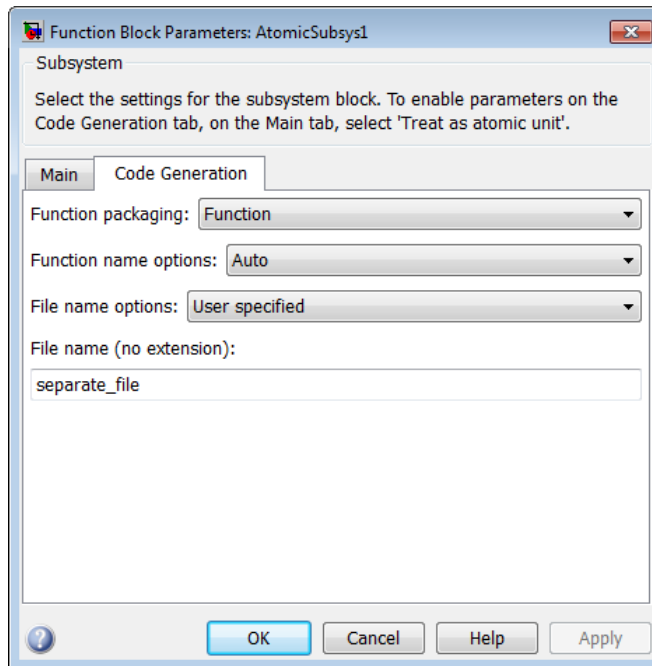 Function Block Parameters: AtomicSubsys1
Subsystem
Select the settings for the subsystem block. To enable parameters on the
Code Generation tab, on the Main tab, select 'Treat as atomic unit'.
Main Code Generation
Function packaging: Function
Function name options: Auto
File name options: User specified
File name (no extension):
separate_file
OK Cancel Help Apply